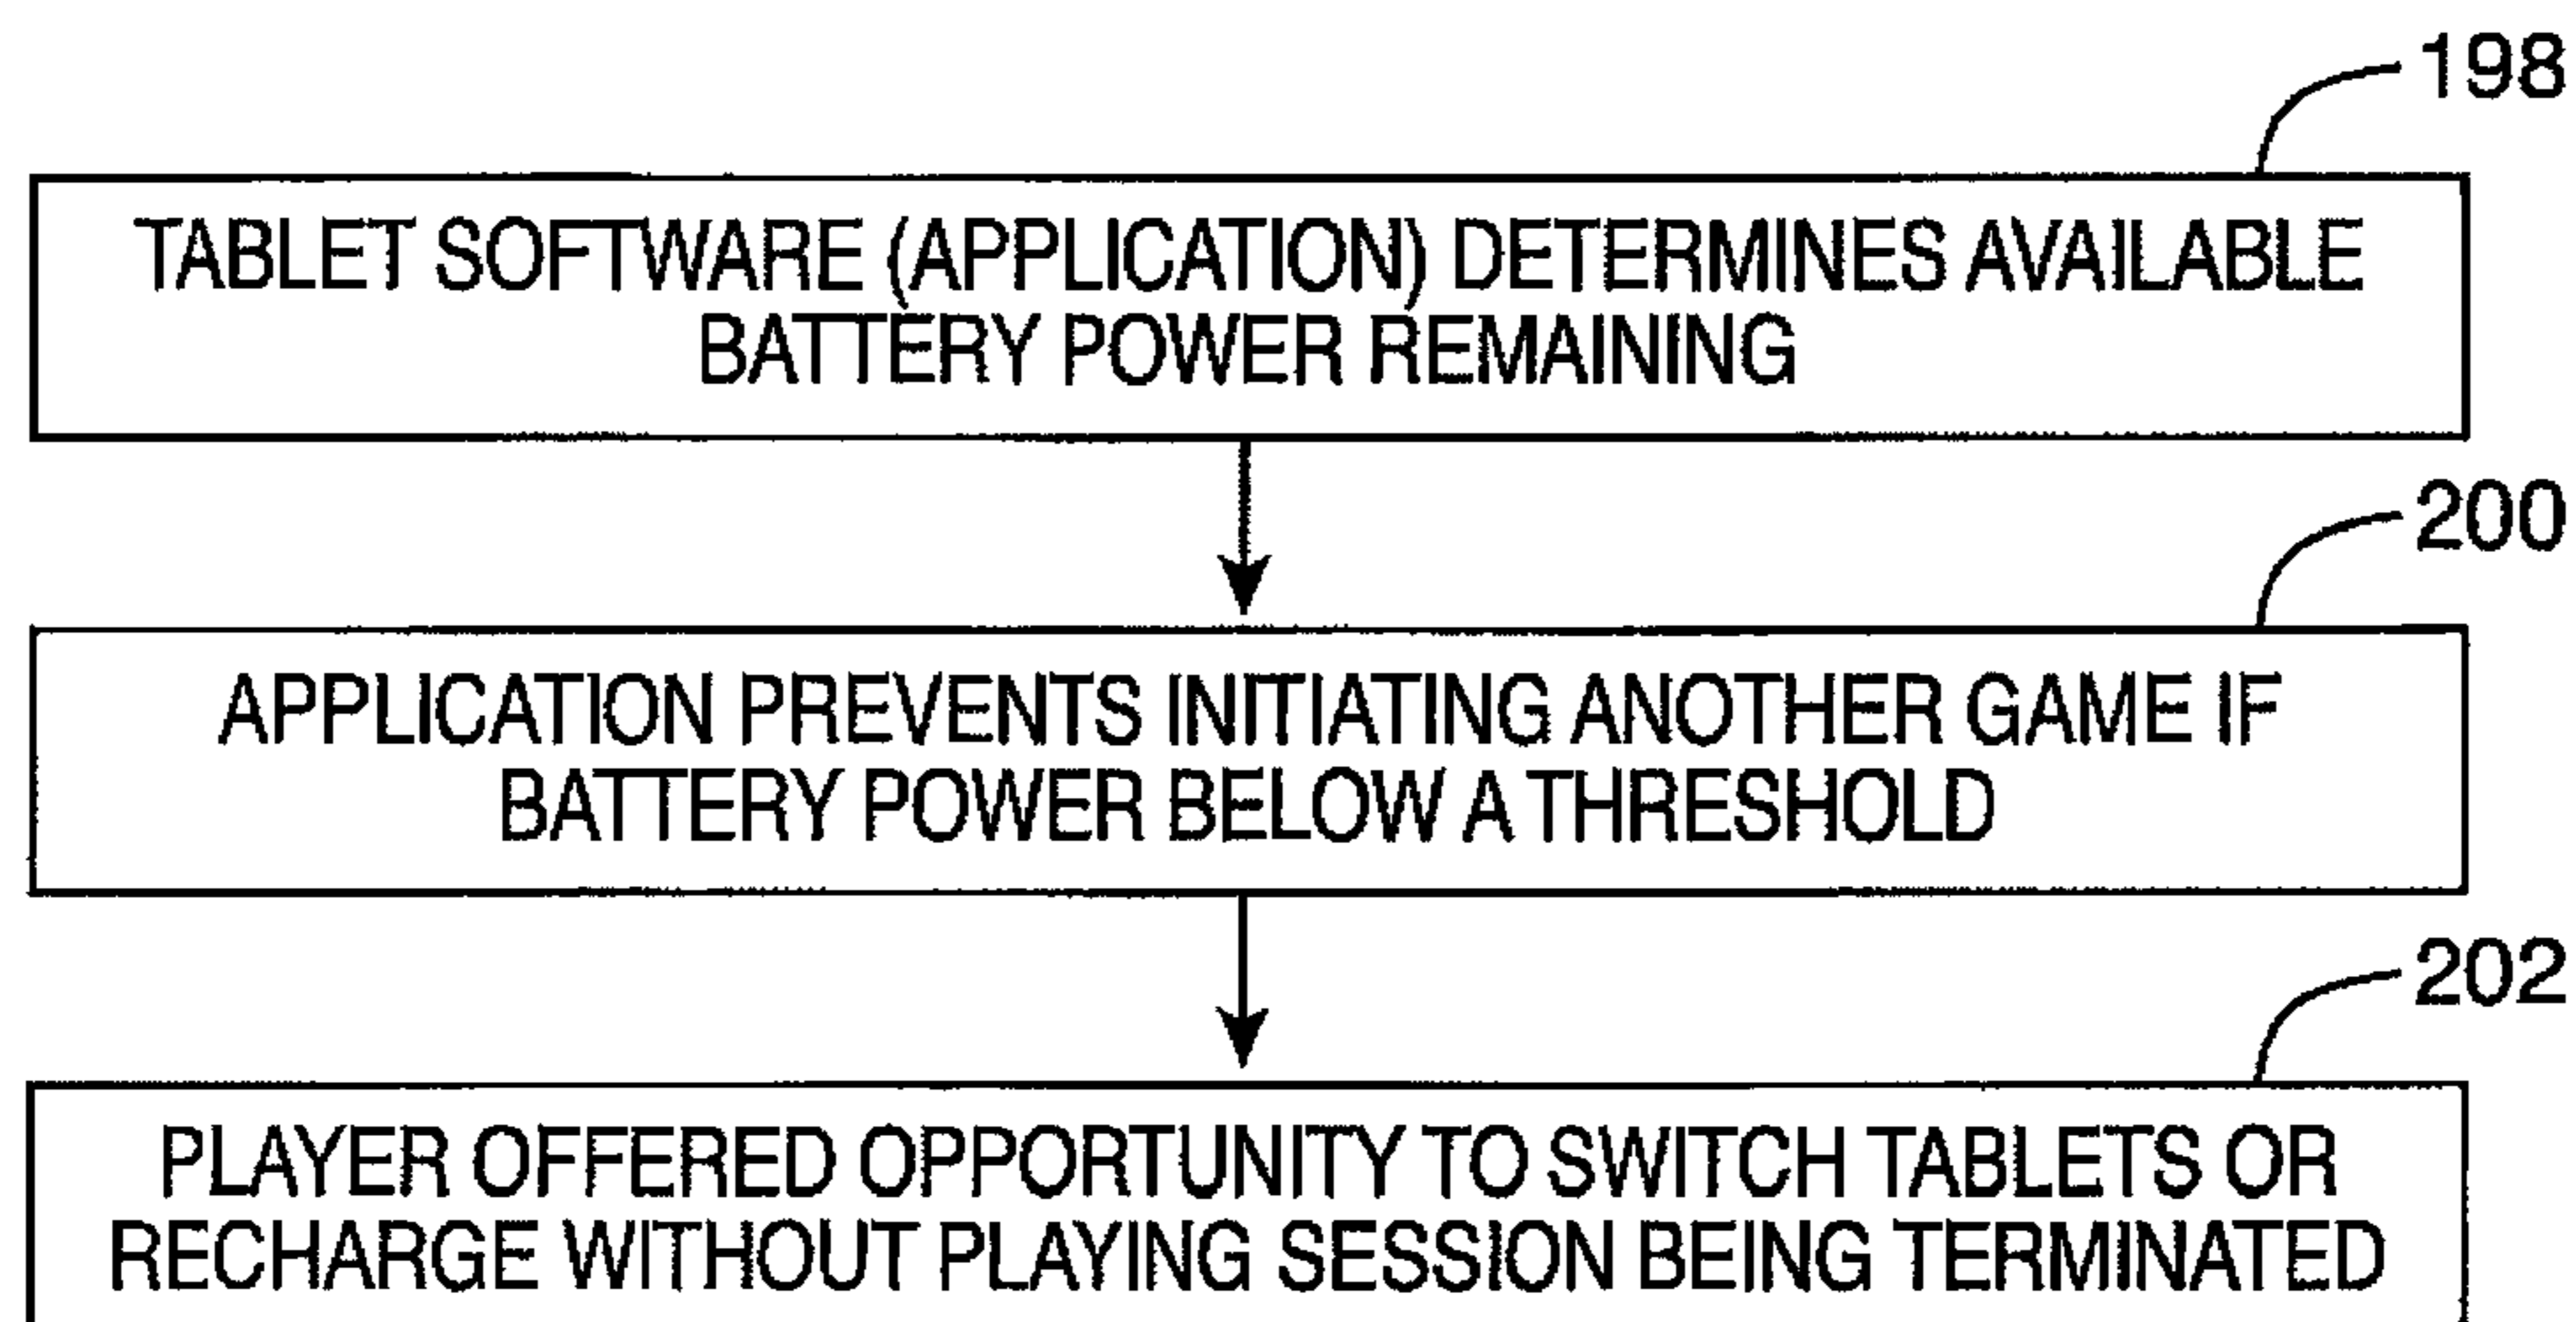 198
TABLET SOFTWARE (APPLICATION) DETERMINES AVAILABLE
BATTERY POWER REMAINING
200
APPLICATION PREVENTS INITIATING ANOTHER GAME IF
BATTERY POWER BELOW A THRESHOLD
202
PLAYER OFFERED OPPORTUNITY TO SWITCH TABLETS OR
RECHARGE WITHOUT PLAYING SESSION BEING TERMINATED